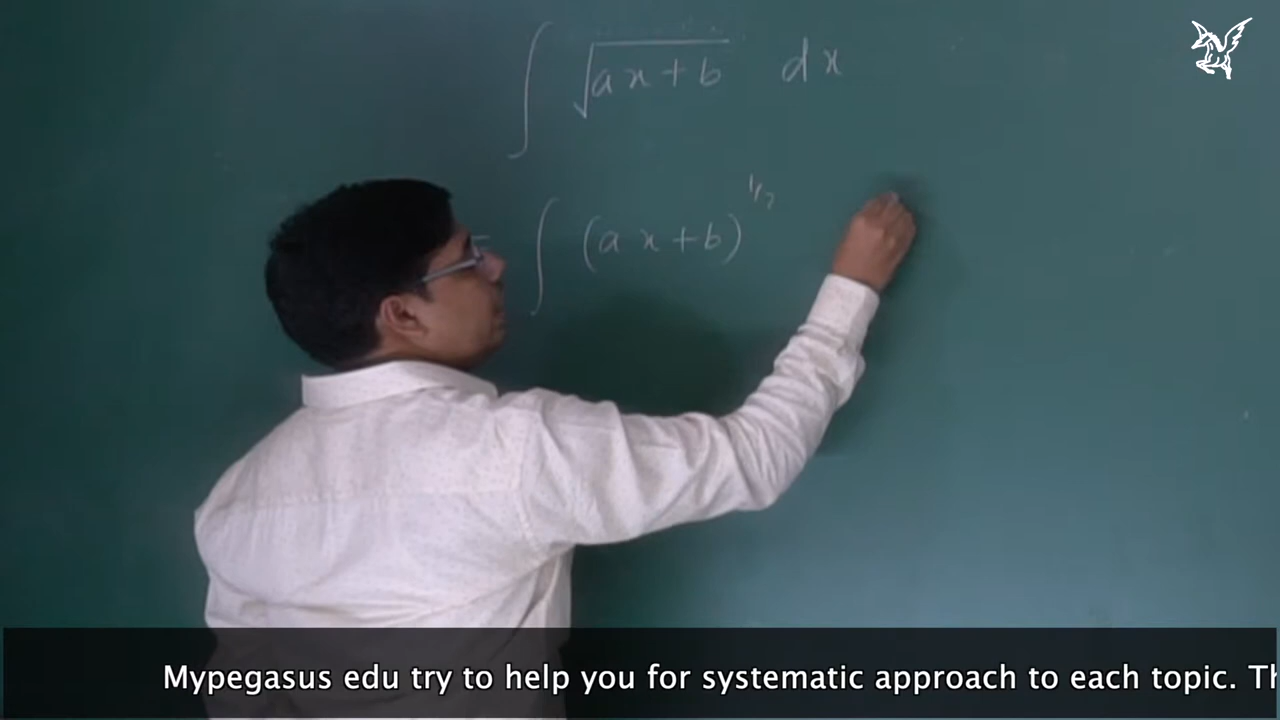 ∫ √(ax+b) dx
= ∫ (ax+b)^1/2
Mypegasus edu try to help you for systematic approach to each topic. Th